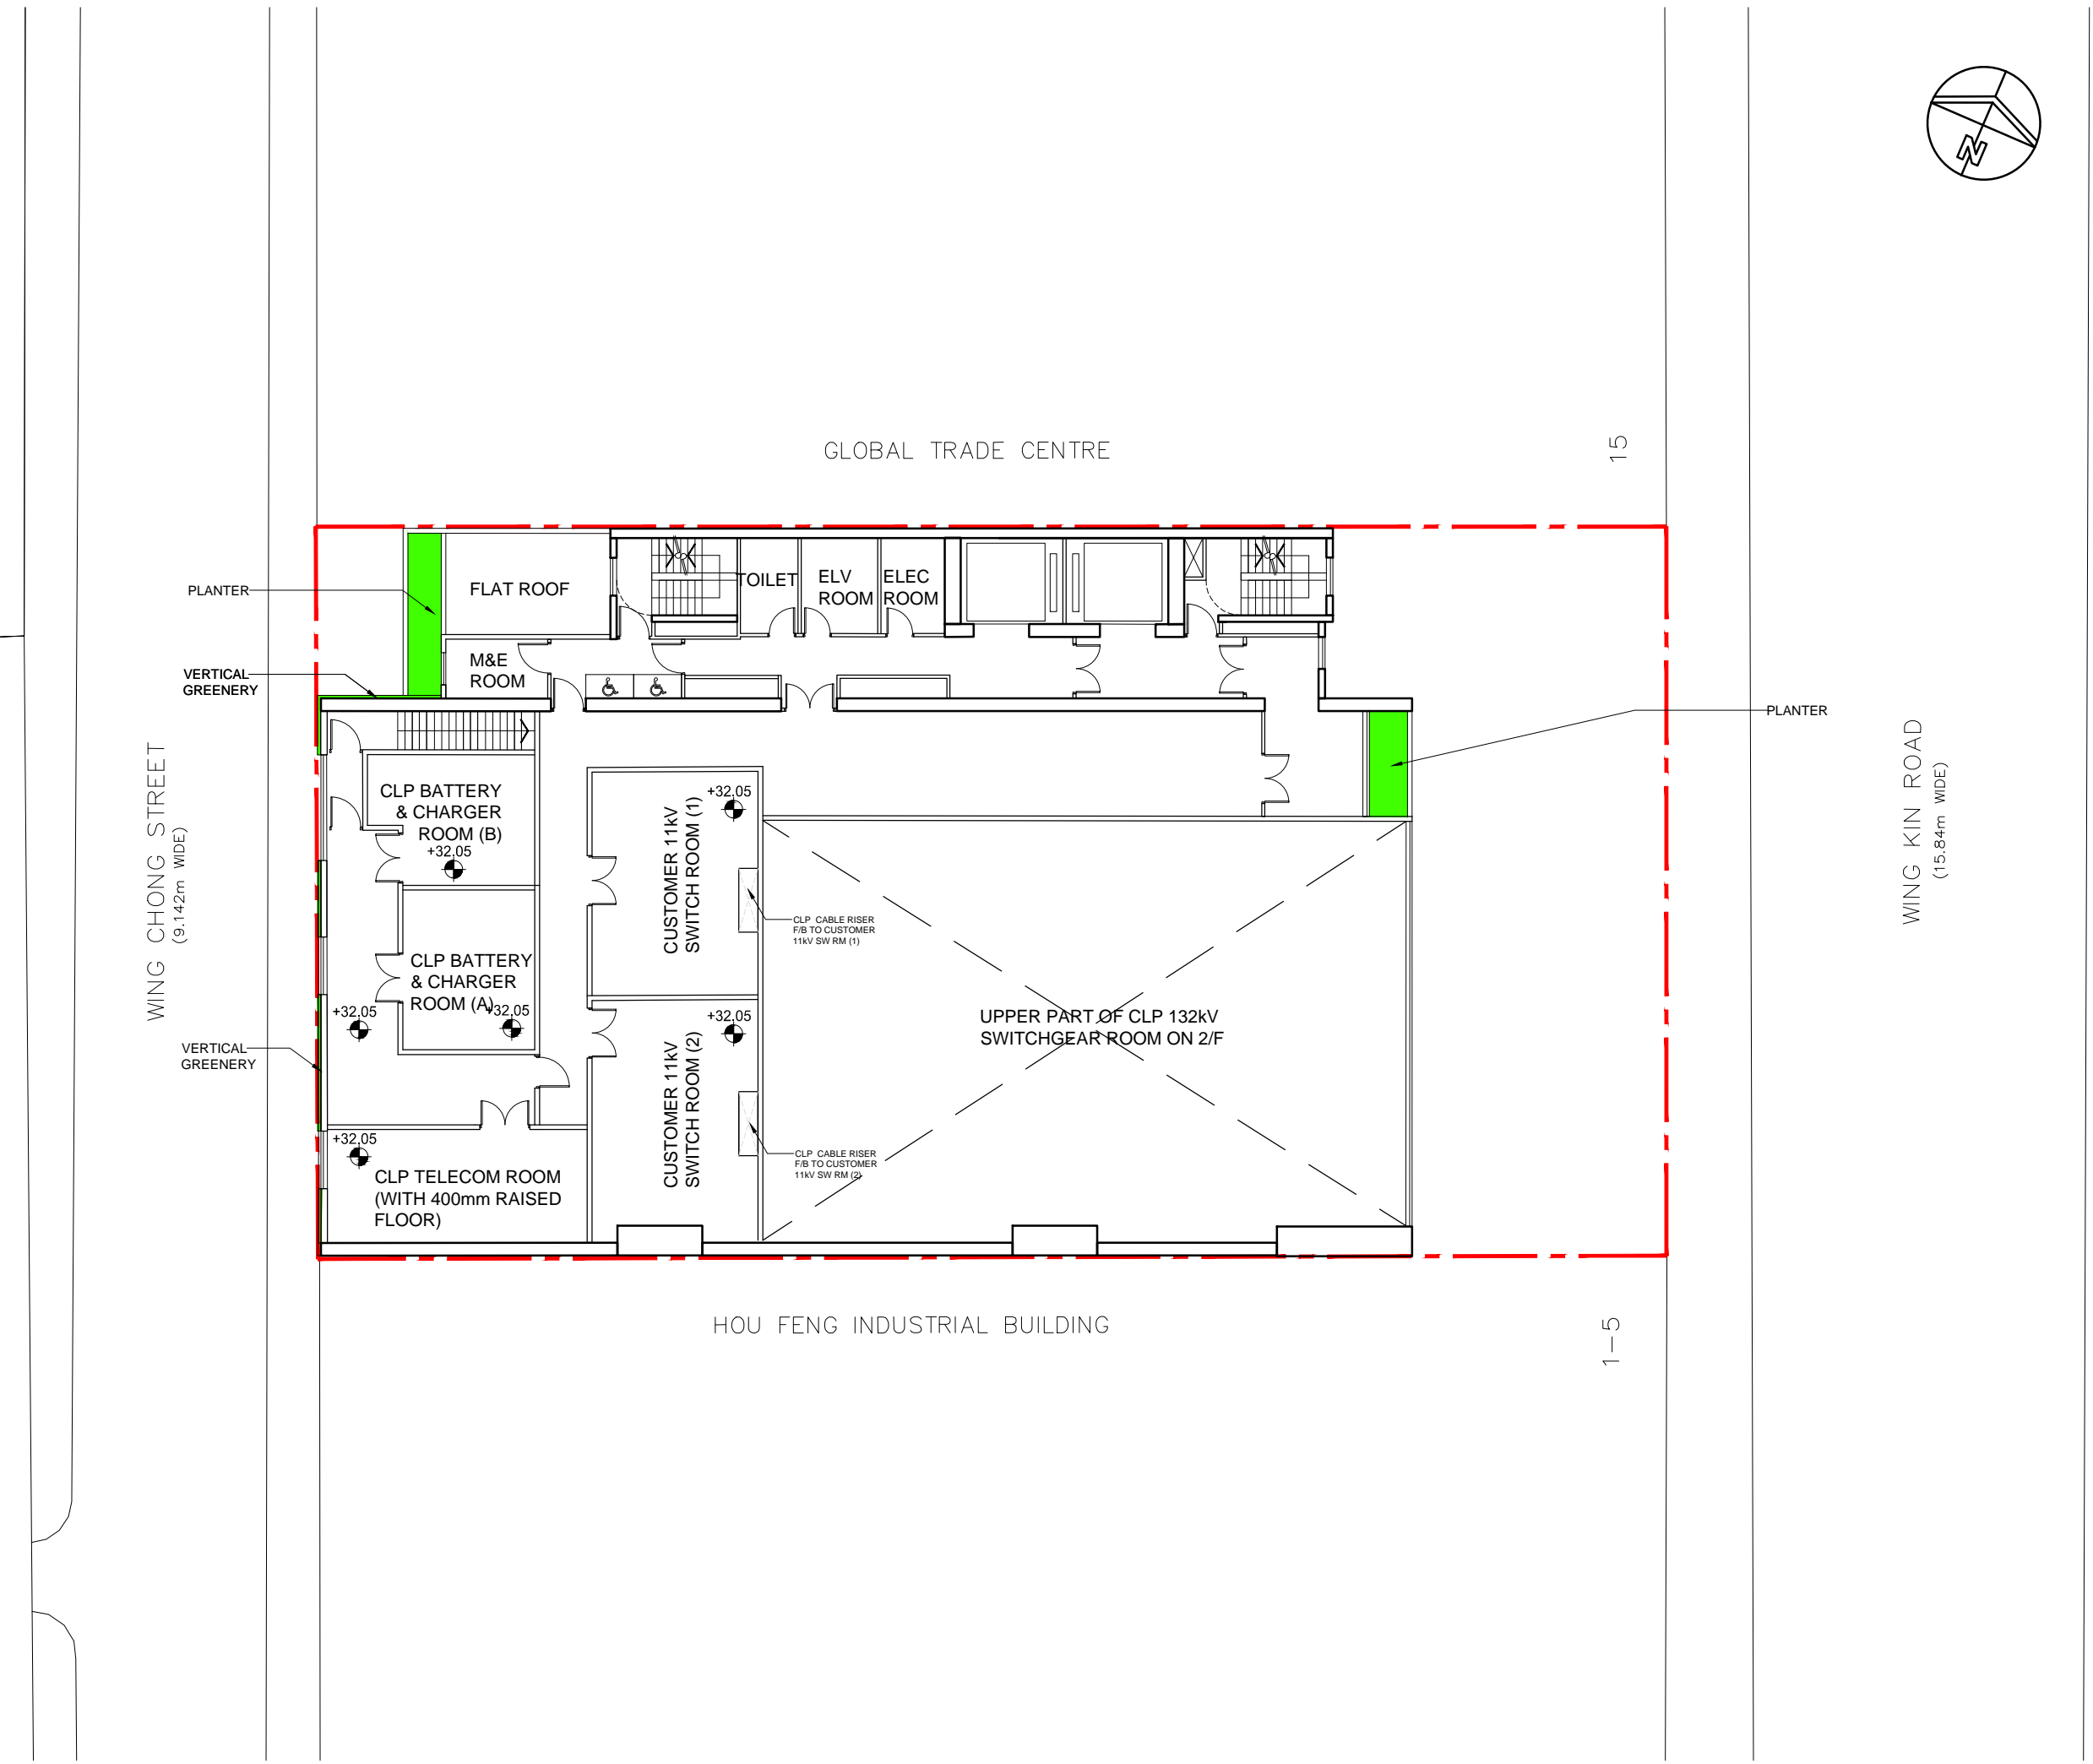 N
GLOBAL TRADE CENTRE
15
PLANTER
FLAT ROOF
TOILET
ELV
ROOM
ELEC
ROOM
M&E
ROOM
VERTICAL
GREENERY
PLANTER
WING CHONG STREET
(9.142m WIDE)
WING KIN ROAD
(15.84m WIDE)
CLP BATTERY
& CHARGER
ROOM (B)
+32.05
CUSTOMER 11kV
SWITCH ROOM (1)
+32.05
CLP CABLE RISER
F/B TO CUSTOMER
11kV SW RM (1)
CLP BATTERY
& CHARGER
ROOM (A)
+32.05
+32.05
VERTICAL
GREENERY
CUSTOMER 11kV
SWITCH ROOM (2)
+32.05
UPPER PART OF CLP 132kV
SWITCHGEAR ROOM ON 2/F
CLP CABLE RISER
F/B TO CUSTOMER
11kV SW RM (2)
+32.05
CLP TELECOM ROOM
(WITH 400mm RAISED
FLOOR)
HOU FENG INDUSTRIAL BUILDING
1-5